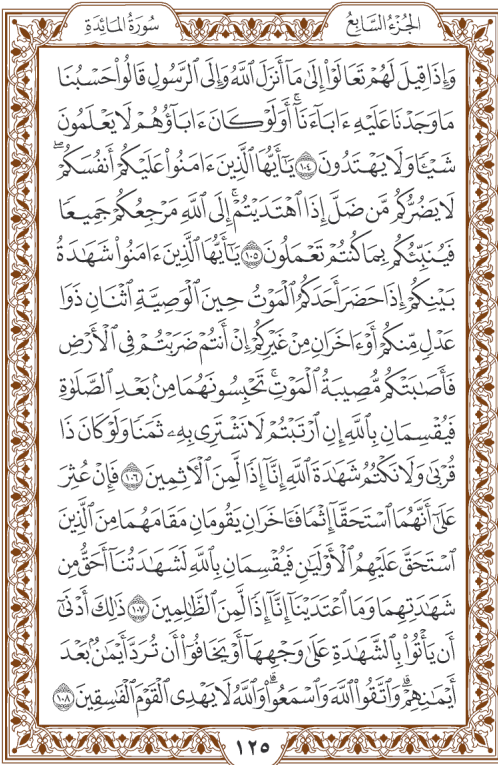 الجُزْءُ السَّابِعُ
سُورَةُ المَائِدَةِ
وَإِذَا قِيلَ لَهُمْ تَعَالَوْا۟ إِلَىٰ مَآ أَنزَلَ ٱللَّهُ وَإِلَى ٱلرَّسُولِ قَالُوا۟ حَسْبُنَا
مَا وَجَدْنَا عَلَيْهِ ءَابَآءَنَآ ۚ أَوَلَوْ كَانَ ءَابَآؤُهُمْ لَا يَعْلَمُونَ
شَيْـًٔا وَلَا يَهْتَدُونَ ١٠٤ يَـٰٓأَيُّهَا ٱلَّذِينَ ءَامَنُوا۟ عَلَيْكُمْ أَنفُسَكُمْ ۖ
لَا يَضُرُّكُم مَّن ضَلَّ إِذَا ٱهْتَدَيْتُمْ ۚ إِلَى ٱللَّهِ مَرْجِعُكُمْ جَمِيعًا
فَيُنَبِّئُكُم بِمَا كُنتُمْ تَعْمَلُونَ ١٠٥ يَـٰٓأَيُّهَا ٱلَّذِينَ ءَامَنُوا۟ شَهَـٰدَةُ
بَيْنِكُمْ إِذَا حَضَرَ أَحَدَكُمُ ٱلْمَوْتُ حِينَ ٱلْوَصِيَّةِ ٱثْنَانِ ذَوَا
عَدْلٍ مِّنكُمْ أَوْ ءَاخَرَانِ مِنْ غَيْرِكُمْ إِنْ أَنتُمْ ضَرَبْتُمْ فِى ٱلْأَرْضِ
فَأَصَـٰبَتْكُم مُّصِيبَةُ ٱلْمَوْتِ ۚ تَحْبِسُونَهُمَا مِنۢ بَعْدِ ٱلصَّلَوٰةِ
فَيُقْسِمَانِ بِٱللَّهِ إِنِ ٱرْتَبْتُمْ لَا نَشْتَرِى بِهِۦ ثَمَنًا وَلَوْ كَانَ ذَا
قُرْبَىٰ ۙ وَلَا نَكْتُمُ شَهَـٰدَةَ ٱللَّهِ إِنَّآ إِذًا لَّمِنَ ٱلْـَٔاثِمِينَ ١٠٦ فَإِنْ عُثِرَ
عَلَىٰٓ أَنَّهُمَا ٱسْتَحَقَّآ إِثْمًا فَـَٔاخَرَانِ يَقُومَانِ مَقَامَهُمَا مِنَ ٱلَّذِينَ
ٱسْتَحَقَّ عَلَيْهِمُ ٱلْأَوْلَيَـٰنِ فَيُقْسِمَانِ بِٱللَّهِ لَشَهَـٰدَتُنَآ أَحَقُّ مِن
شَهَـٰدَتِهِمَا وَمَا ٱعْتَدَيْنَآ إِنَّآ إِذًا لَّمِنَ ٱلظَّـٰلِمِينَ ١٠٧ ذَٰلِكَ أَدْنَىٰٓ
أَن يَأْتُوا۟ بِٱلشَّهَـٰدَةِ عَلَىٰ وَجْهِهَآ أَوْ يَخَافُوٓا۟ أَن تُرَدَّ أَيْمَـٰنٌۢ بَعْدَ
أَيْمَـٰنِهِمْ ۗ وَٱتَّقُوا۟ ٱللَّهَ وَٱسْمَعُوا۟ ۗ وَٱللَّهُ لَا يَهْدِى ٱلْقَوْمَ ٱلْفَـٰسِقِينَ ١٠٨
١٢٥